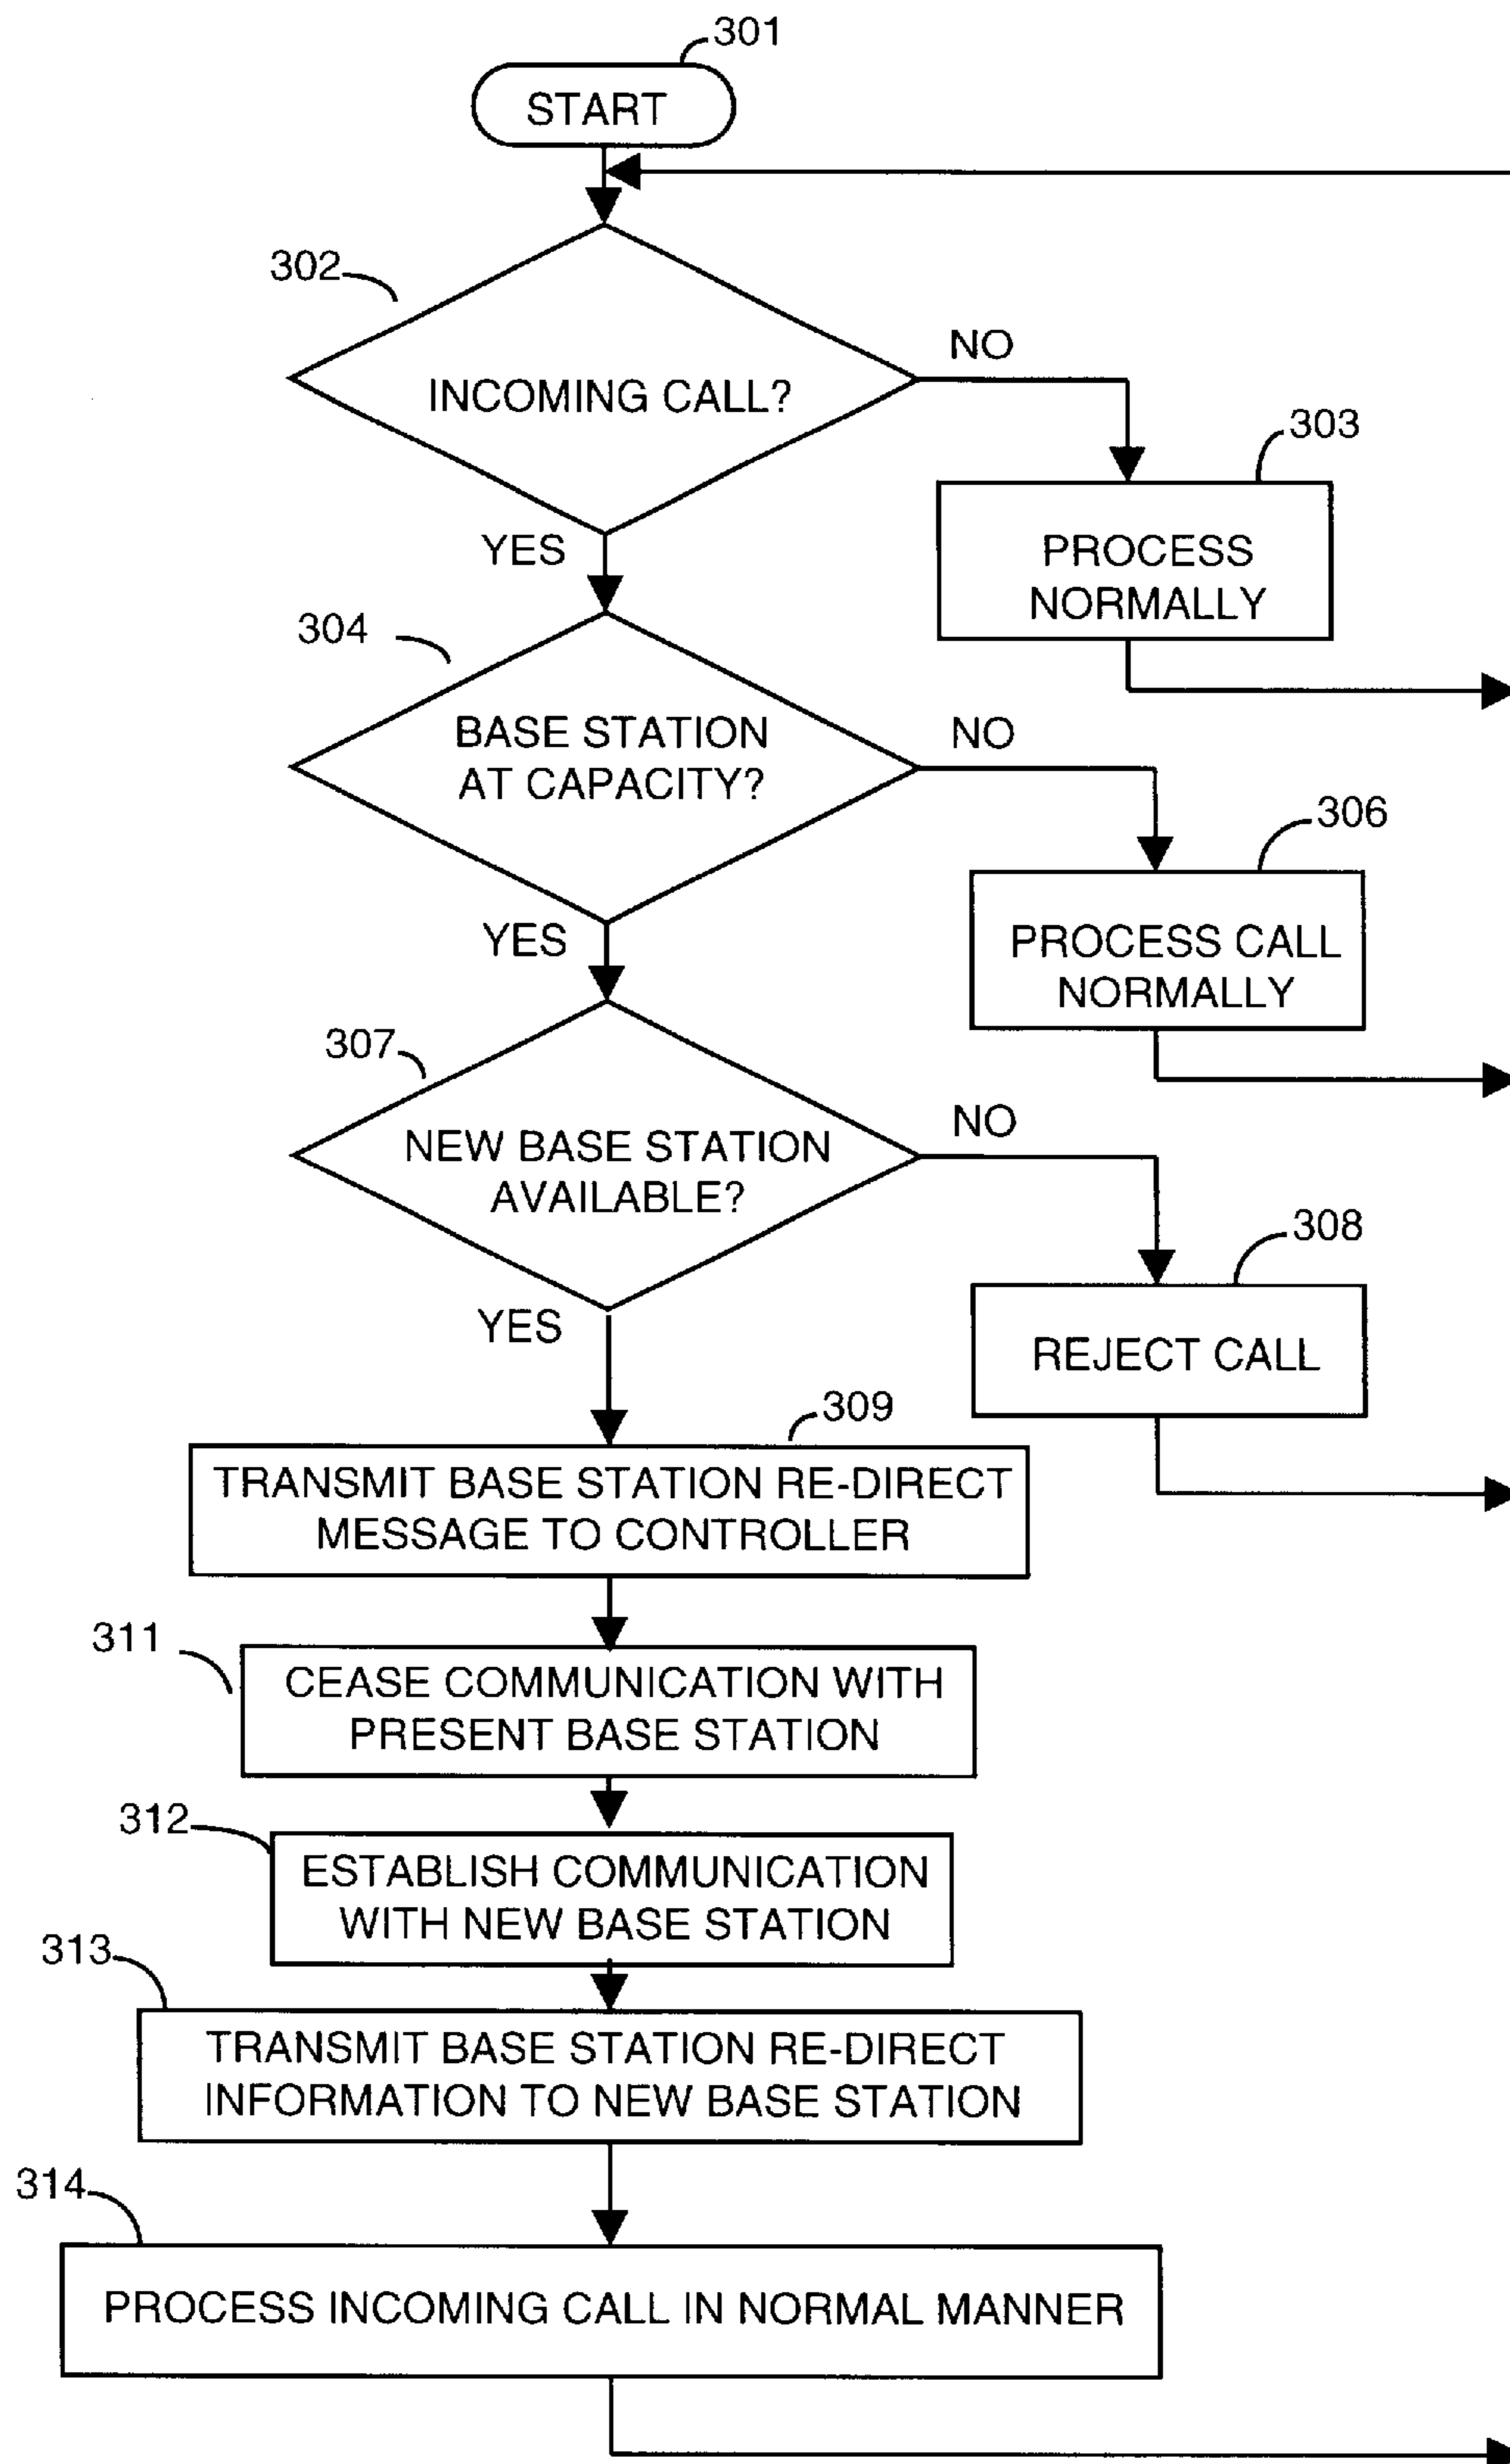 301
START
302
INCOMING CALL?
NO
303
PROCESS
NORMALLY
YES
304
BASE STATION
AT CAPACITY?
NO
306
PROCESS CALL
NORMALLY
YES
307
NEW BASE STATION
AVAILABLE?
NO
308
REJECT CALL
YES
309
TRANSMIT BASE STATION RE-DIRECT
MESSAGE TO CONTROLLER
311
CEASE COMMUNICATION WITH
PRESENT BASE STATION
312
ESTABLISH COMMUNICATION
WITH NEW BASE STATION
313
TRANSMIT BASE STATION RE-DIRECT
INFORMATION TO NEW BASE STATION
314
PROCESS INCOMING CALL IN NORMAL MANNER